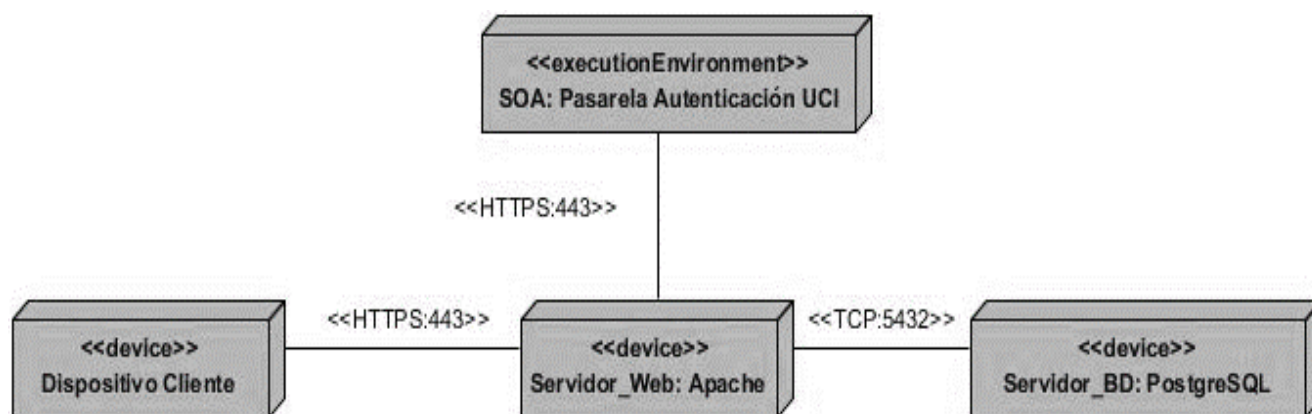 <<executionEnvironment>>
SOA: Pasarela Autenticación UCI
<<HTTPS:443>>
<<HTTPS:443>>
<<TCP:5432>>
<<device>>
Dispositivo Cliente
<<device>>
Servidor_Web: Apache
<<device>>
Servidor_BD: PostgreSQL